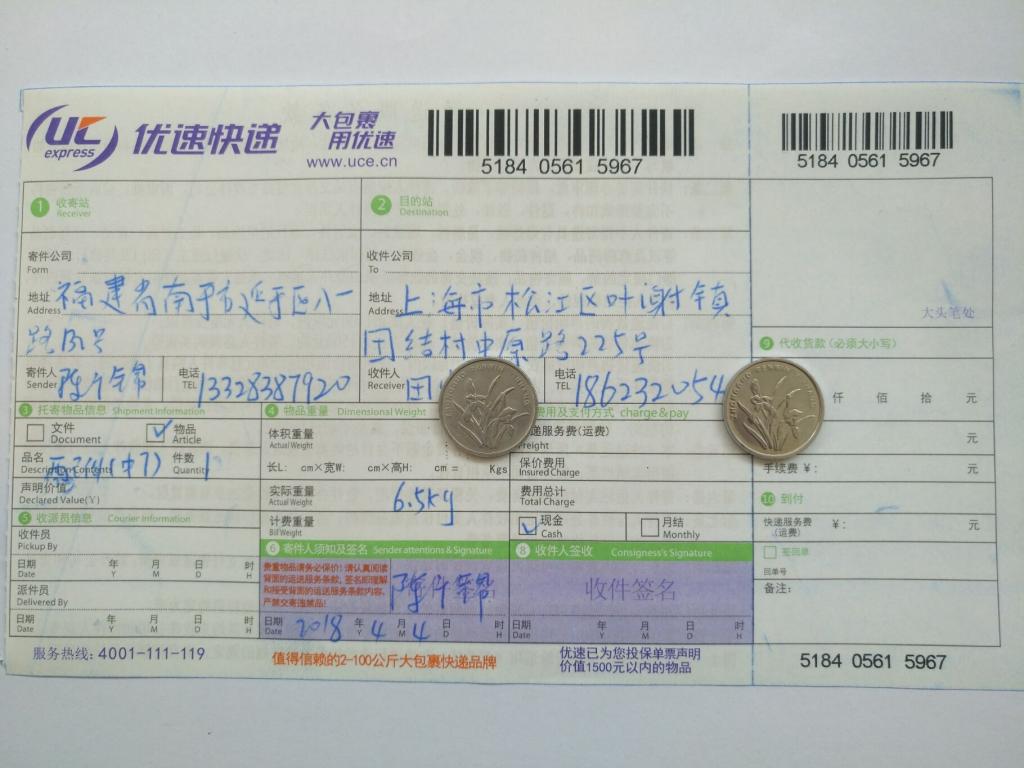 UC express 优速快递 大包裹 用优速 www.uce.cn
5184 0561 5967
5184 0561 5967
1 收寄站 Receiver
2 目的站 Destination
寄件公司 Form
收件公司 To
地址 Address 福建省南平市延平区八一
路 号
地址 Address 上海市松江区叶榭镇
团结村中原路225号
大头笔处
9 代收货款(必须大小写)
寄件人 Sender 陈 锦 电话 TEL 13328387920
收件人 Receiver 田 电话 TEL 186232054
仟 佰 拾 元
3 托寄物品信息 Shipment Information
4 物品重量 Dimensional Weight
费用及支付方式 charge & pay
文件 Document 物品 Article
体积重量 Actual Weight
递服务费(运费) Freight
元
品名 Description Contents 件数 Quantity 1
长L: cm×宽W: cm×高H: cm= Kgs
保价费用 Insured Charge
手续费 ¥: 元
声明价值 Declared Value(Y)
实际重量 Actual Weight 6.5kg
费用总计 Total Charge
10 到付
5 收派员信息 Courier Information
计费重量 Bill Weight
现金 Cash 月结 Monthly
快递服务费 (运费) ¥: 元
收件员 Pickup By
6 寄件人须知及签名 Sender attentions & Signature
8 收件人签收 Consigness's Signature
签回单
回单号
日期 Date 年 Y 月 M 日 D 时 H
贵重物品请务必保价!请认真阅读
背面的运送服务条款,签名即理解
和接受背面的运送服务条款内容。
严禁交寄违禁品!
收件签名
备注:
派件员 Delivered By
日期 Date 年 Y 月 M 日 D 时 H
日期 Date 2018 年 Y 4 月 M 4 日 D 时 H
日期 Date 年 Y 月 M 日 D 时 H
服务热线: 4001-111-119
值得信赖的2-100公斤大包裹快递品牌
优速已为您投保单票声明
价值1500元以内的物品
5184 0561 5967